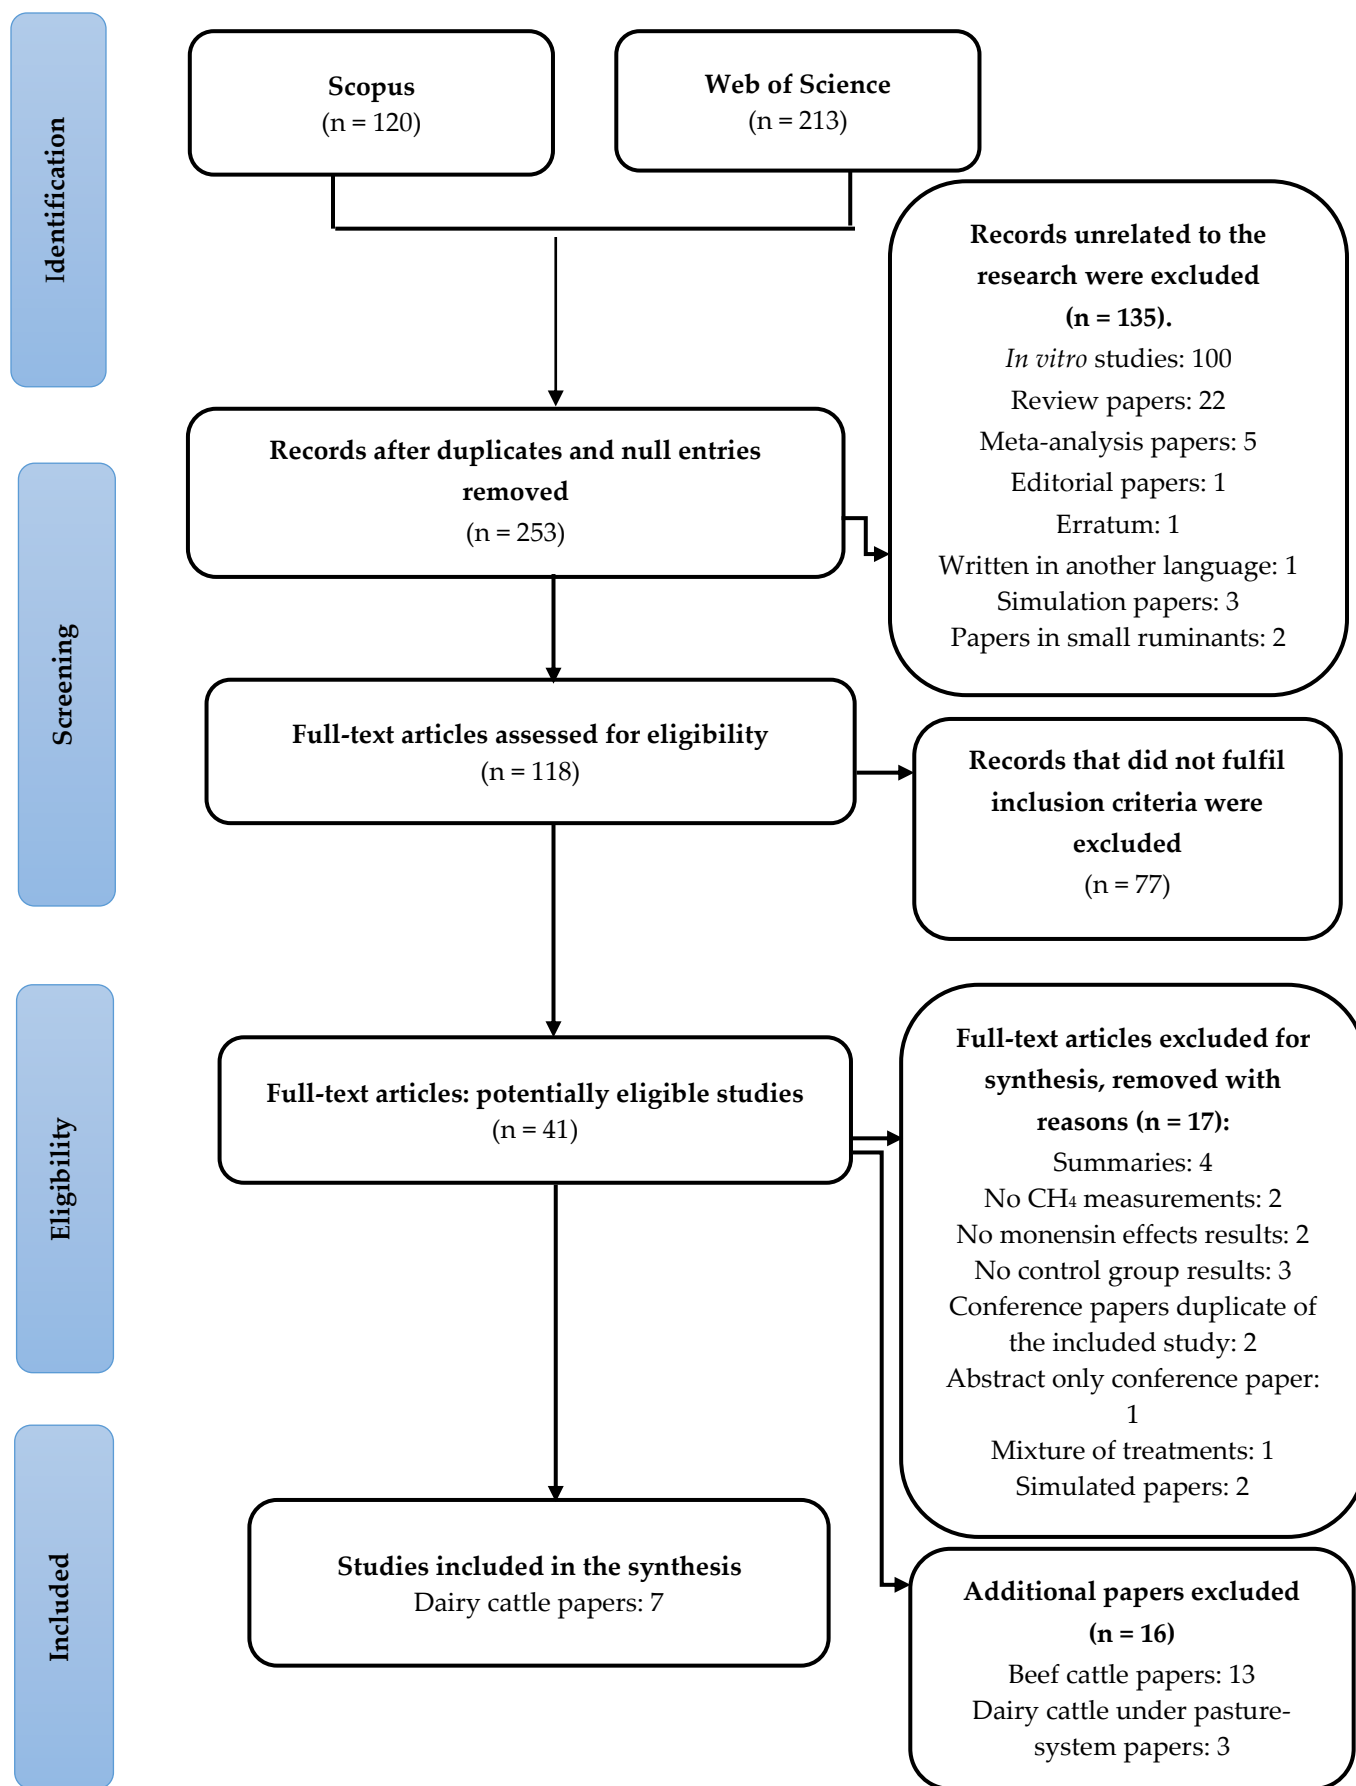 Identification
Scopus
(n = 120)
Web of Science
(n = 213)
Records unrelated to the
research were excluded
(n = 135).
In vitro studies: 100
Review papers: 22
Meta-analysis papers: 5
Editorial papers: 1
Erratum: 1
Written in another language: 1
Simulation papers: 3
Papers in small ruminants: 2
Screening
Records after duplicates and null entries
removed
(n = 253)
Full-text articles assessed for eligibility
(n = 118)
Records that did not fulfil
inclusion criteria were
excluded
(n = 77)
Eligibility
Full-text articles: potentially eligible studies
(n = 41)
Full-text articles excluded for
synthesis, removed with
reasons (n = 17):
Summaries: 4
No CH₄ measurements: 2
No monensin effects results: 2
No control group results: 3
Conference papers duplicate of
the included study: 2
Abstract only conference paper:
1
Mixture of treatments: 1
Simulated papers: 2
Included
Studies included in the synthesis
Dairy cattle papers: 7
Additional papers excluded
(n = 16)
Beef cattle papers: 13
Dairy cattle under pasture-
system papers: 3